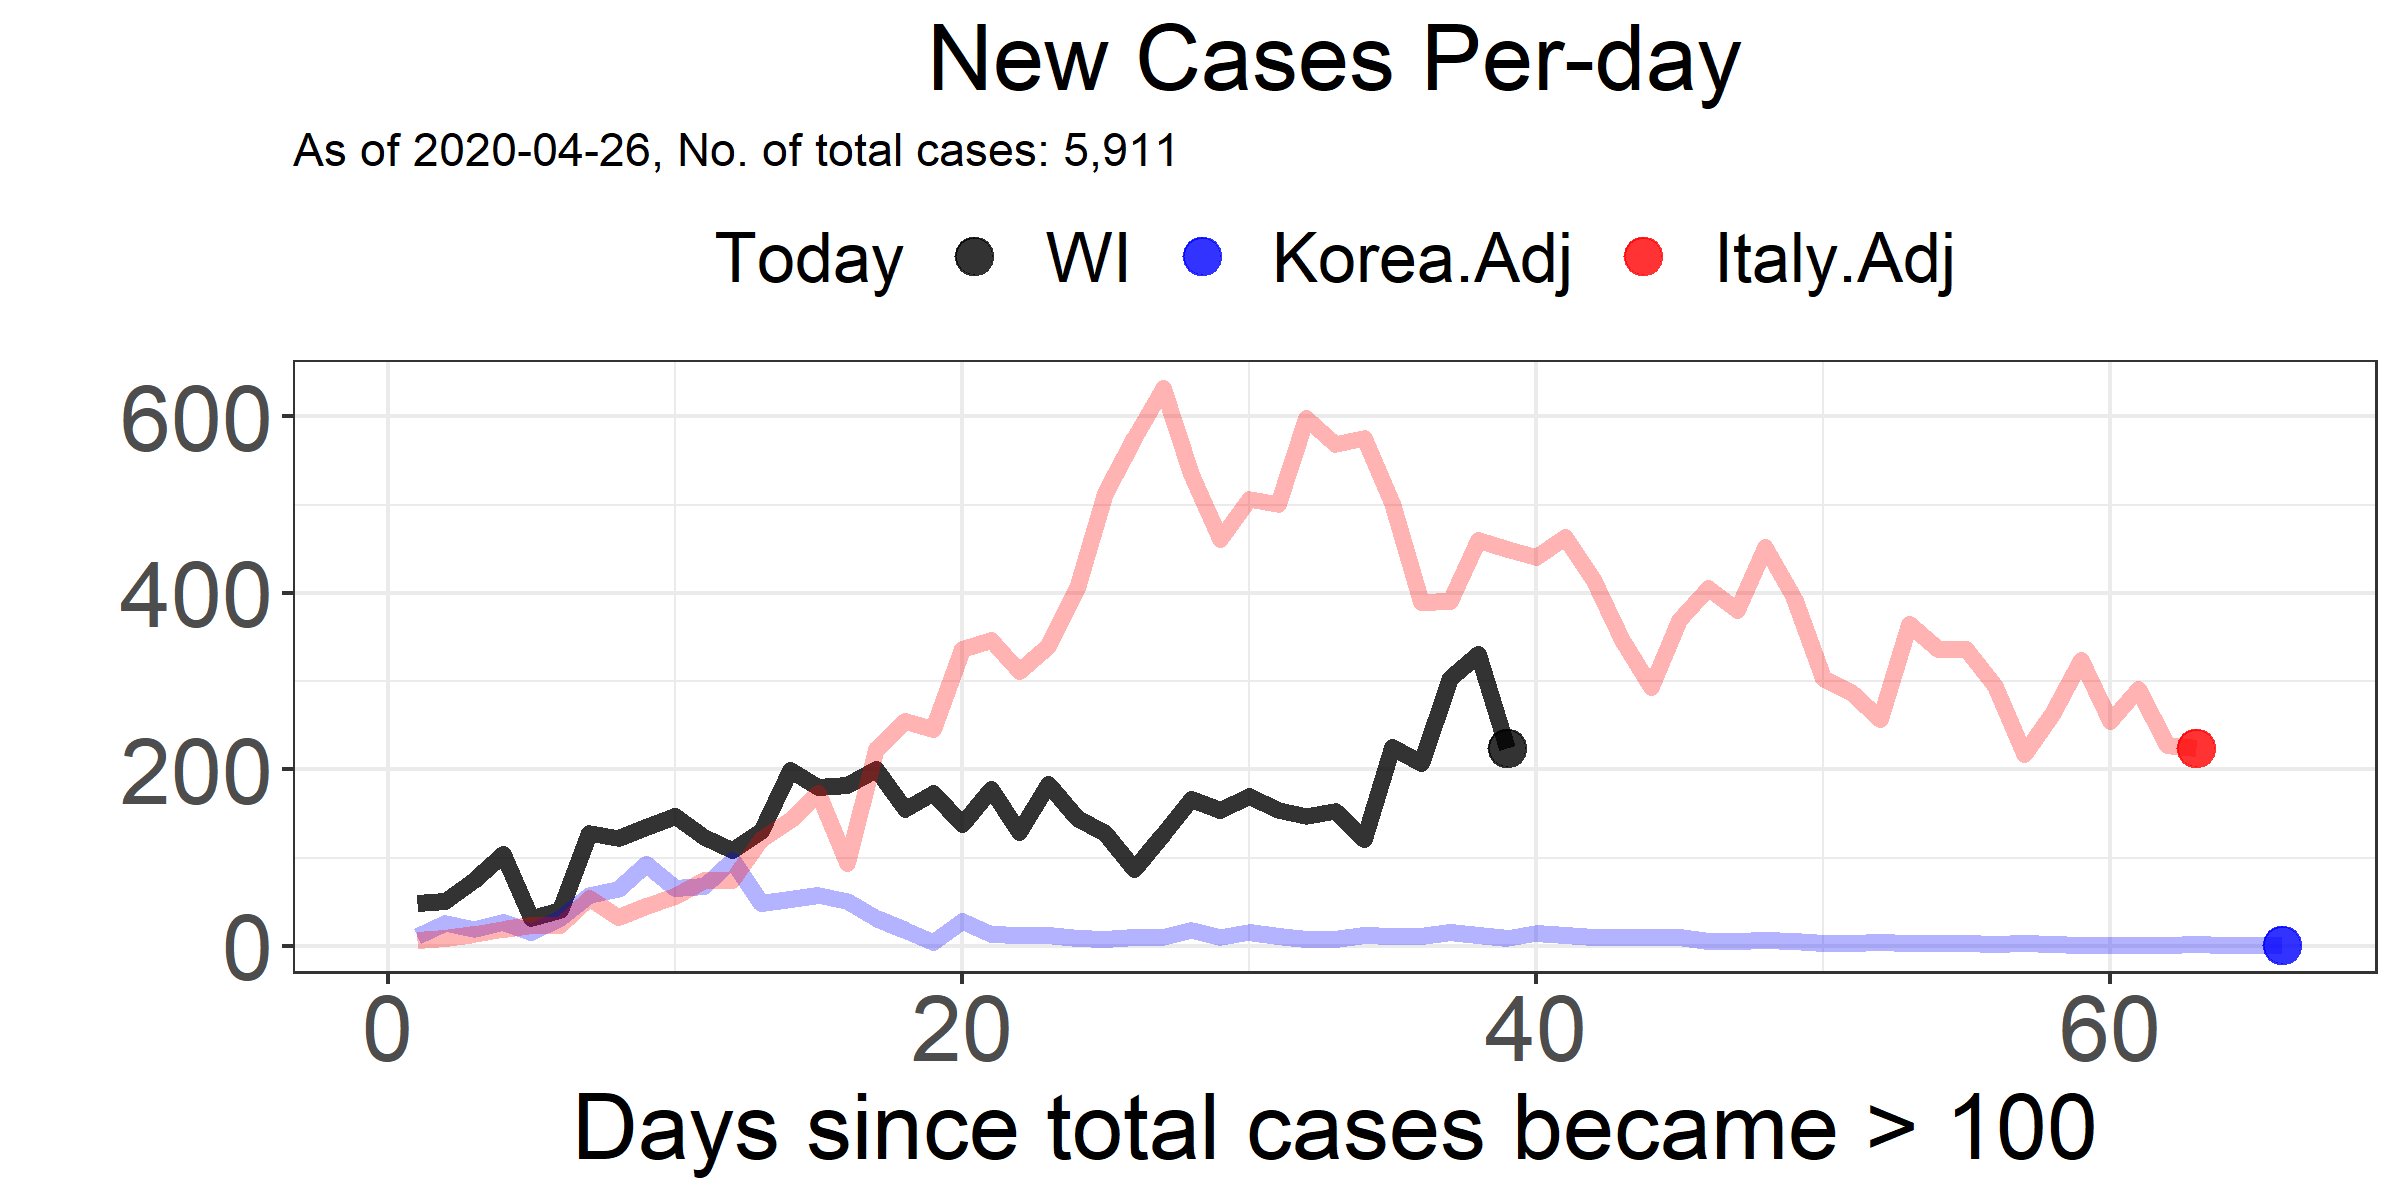 New Cases Per-day
As of 2020-04-26, No. of total cases: 5,911
Today WI Korea.Adj Italy.Adj
600
400
200
0
0 20 40 60
Days since total cases became > 100